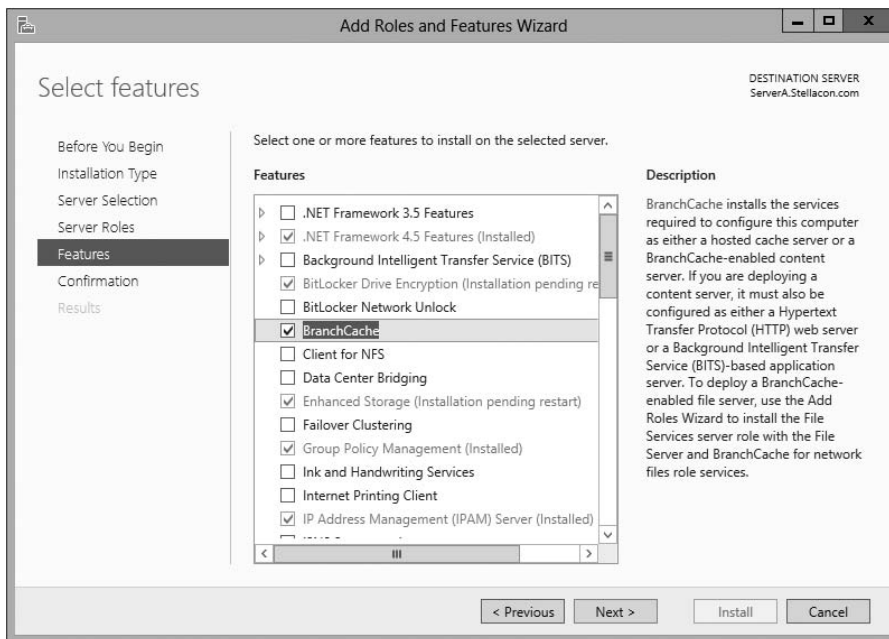 Add Roles and Features Wizard
Select features
DESTINATION SERVER
ServerA.Stellacon.com
Before You Begin
Installation Type
Server Selection
Server Roles
Features
Confirmation
Results
Select one or more features to install on the selected server.
Features
.NET Framework 3.5 Features
.NET Framework 4.5 Features (Installed)
Background Intelligent Transfer Service (BITS)
BitLocker Drive Encryption (Installation pending re
BitLocker Network Unlock
BranchCache
Client for NFS
Data Center Bridging
Enhanced Storage (Installation pending restart)
Failover Clustering
Group Policy Management (Installed)
Ink and Handwriting Services
Internet Printing Client
IP Address Management (IPAM) Server (Installed)
Description
BranchCache installs the services
required to configure this computer
as either a hosted cache server or a
BranchCache-enabled content
server. If you are deploying a
content server, it must also be
configured as either a Hypertext
Transfer Protocol (HTTP) web server
or a Background Intelligent Transfer
Service (BITS)-based application
server. To deploy a BranchCache-
enabled file server, use the Add
Roles Wizard to install the File
Services server role with the File
Server and BranchCache for network
files role services.
< Previous
Next >
Install
Cancel